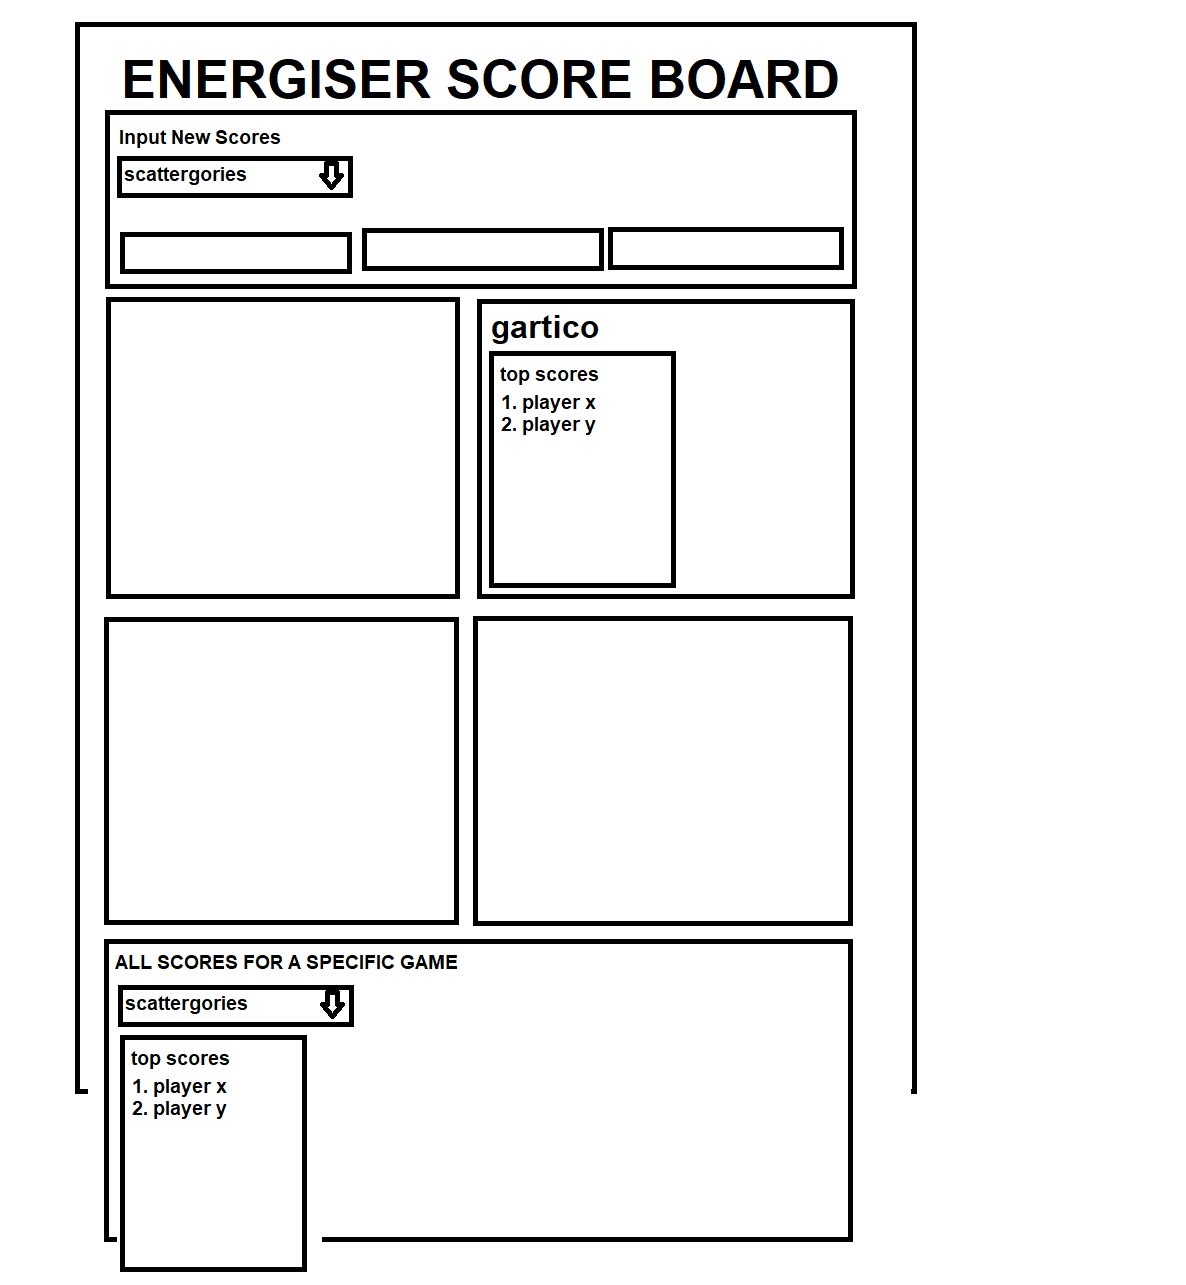 ENERGISER SCORE BOARD
Input New Scores
scattergories
gartico
top scores
1. player x
2. player y
ALL SCORES FOR A SPECIFIC GAME
scattergories
top scores
1. player x
2. player y